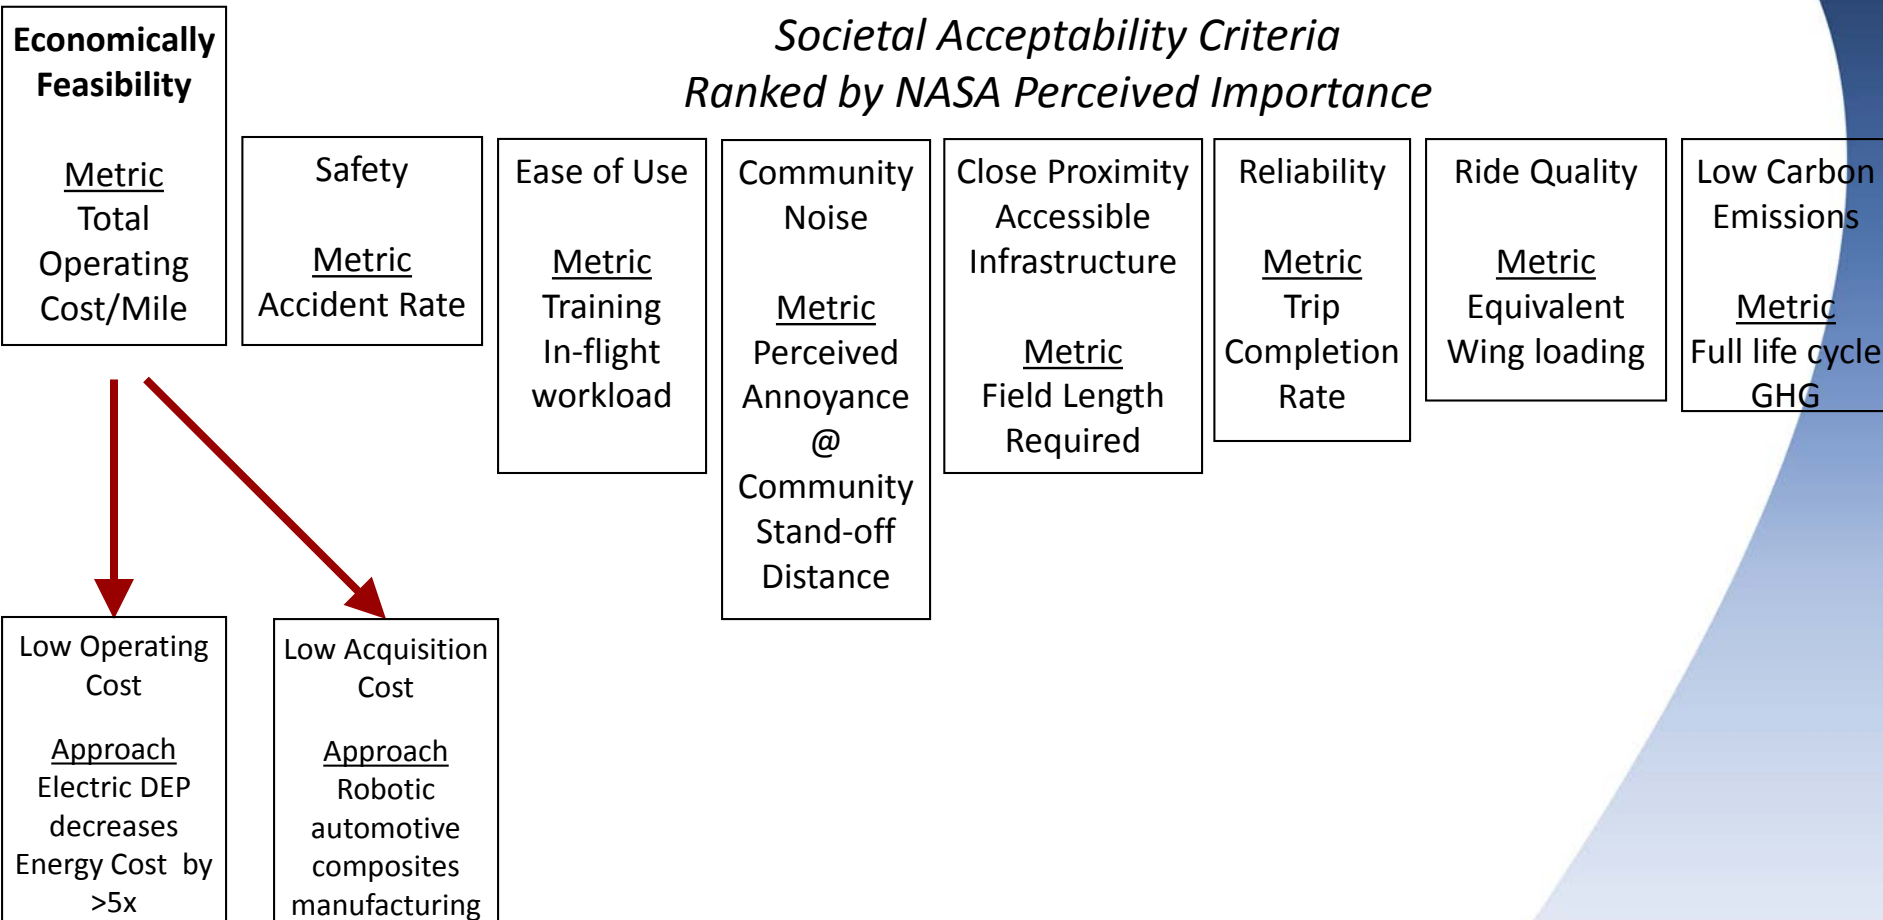 Societal Acceptability Criteria
Ranked by NASA Perceived Importance
Economically
Feasibility
Metric
Total
Operating
Cost/Mile
Safety
Metric
Accident Rate
Ease of Use
Metric
Training
In-flight
workload
Community
Noise
Metric
Perceived
Annoyance
@
Community
Stand-off
Distance
Close Proximity
Accessible
Infrastructure
Metric
Field Length
Required
Reliability
Metric
Trip
Completion
Rate
Ride Quality
Metric
Equivalent
Wing loading
Low Carbon
Emissions
Metric
Full life cycle
GHG
Low Operating
Cost
Approach
Electric DEP
decreases
Energy Cost by
>5x
Low Acquisition
Cost
Approach
Robotic
automotive
composites
manufacturing